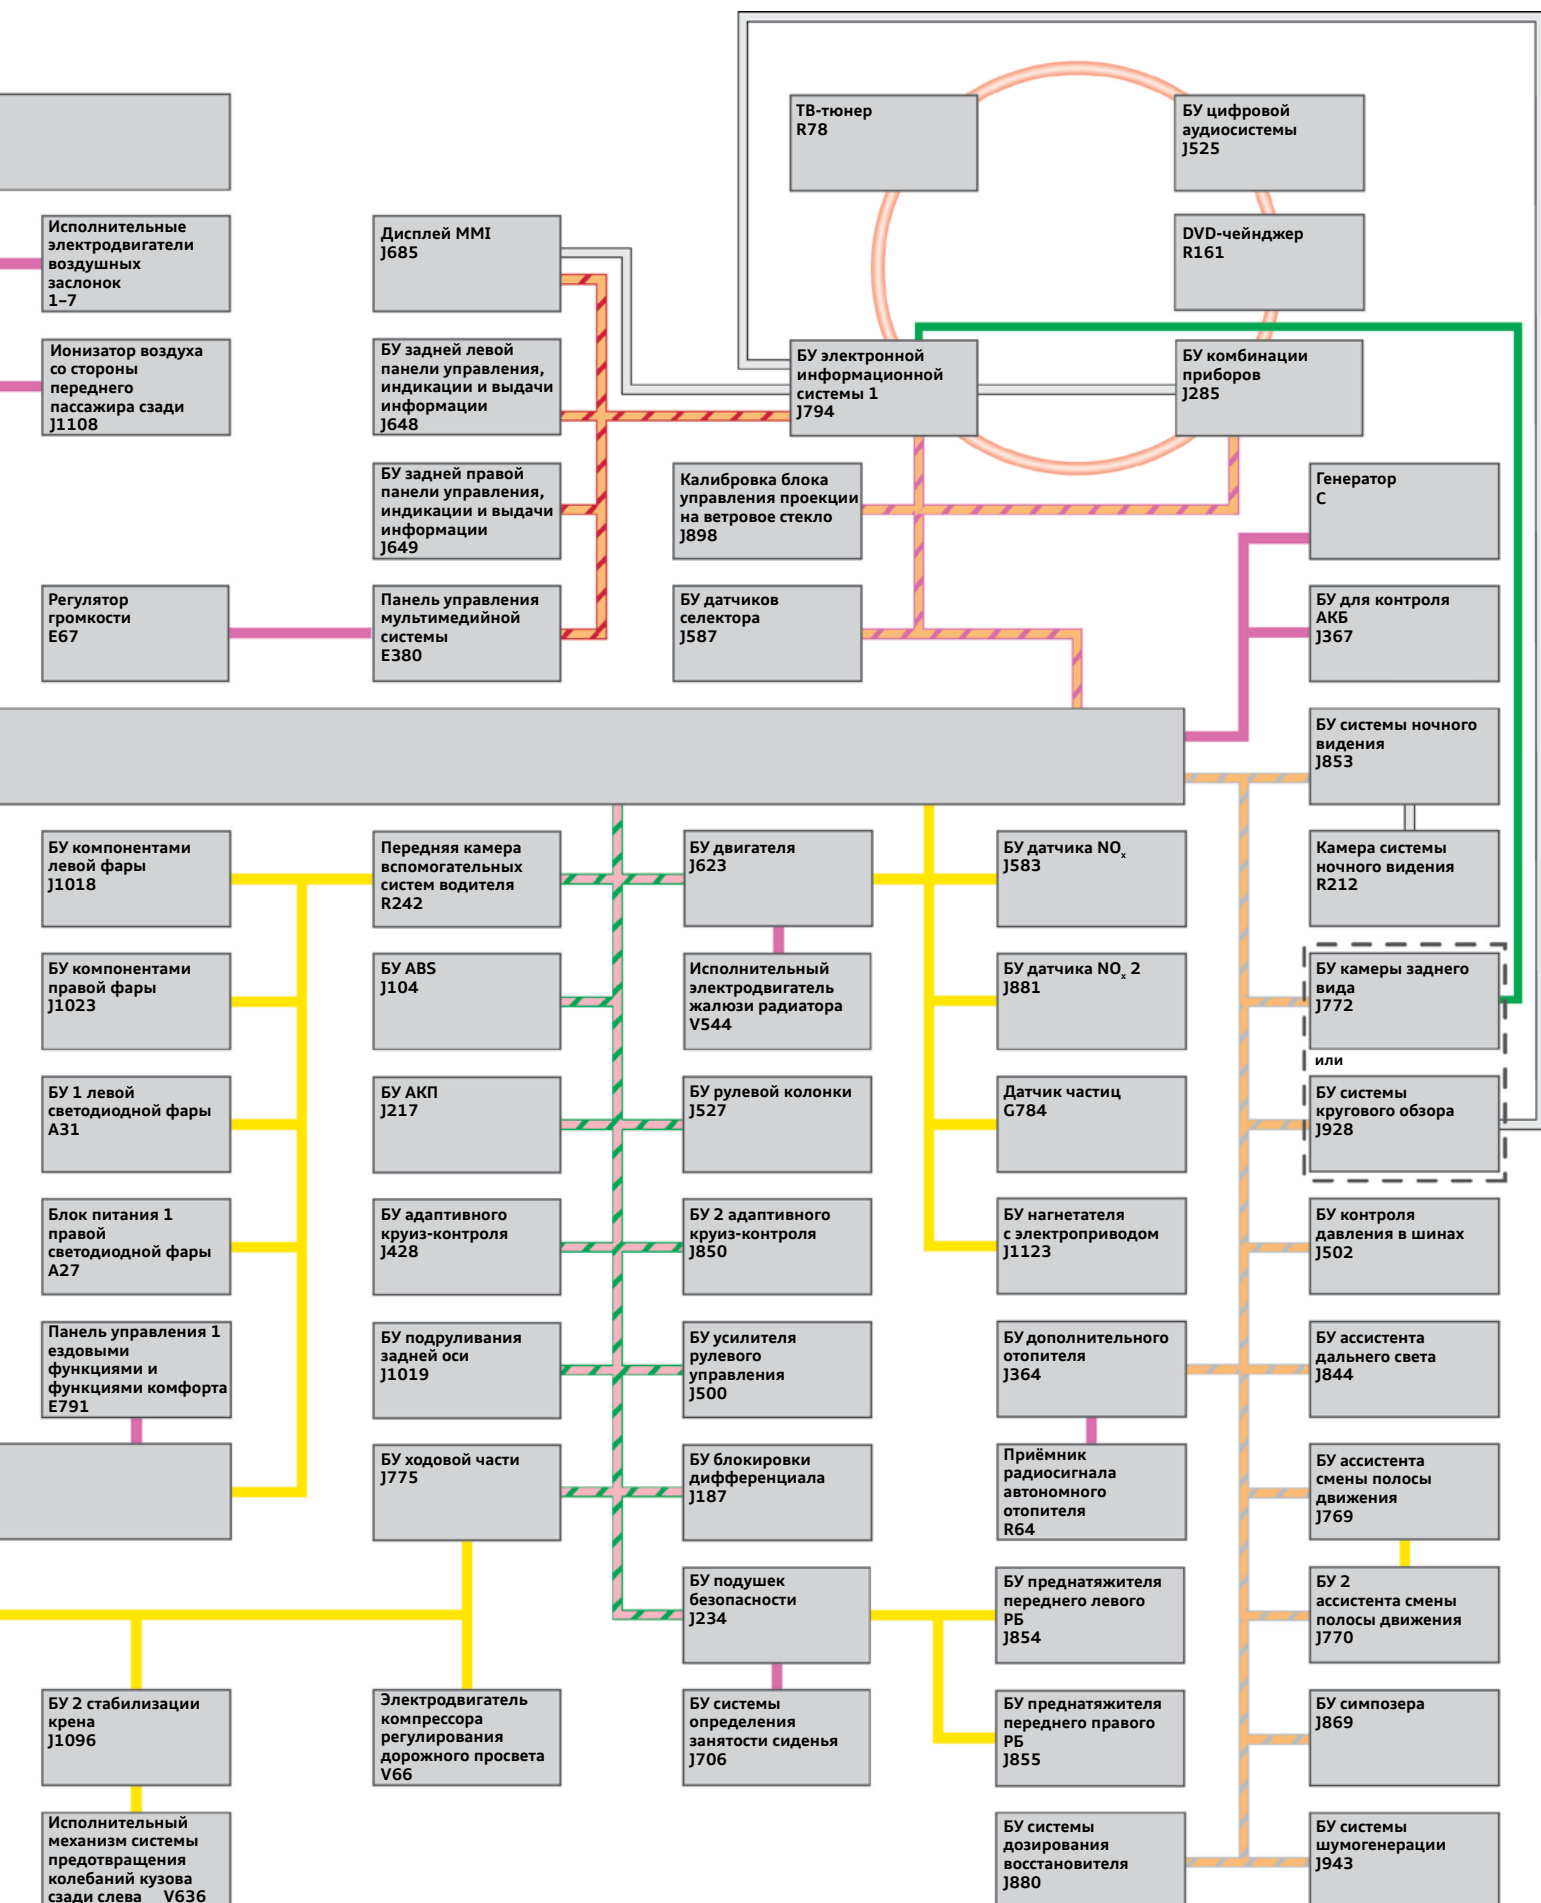 ТВ-тюнер
R78
БУ цифровой
аудиосистемы
J525
Исполнительные
электродвигатели
воздушных
заслонок
1–7
Дисплей MMI
J685
DVD-чейнджер
R161
Ионизатор воздуха
со стороны
переднего
пассажира сзади
J1108
БУ задней левой
панели управления,
индикации и выдачи
информации
J648
БУ электронной
информационной
системы 1
J794
БУ комбинации
приборов
J285
БУ задней правой
панели управления,
индикации и выдачи
информации
J649
Калибровка блока
управления проекции
на ветровое стекло
J898
Генератор
C
Регулятор
громкости
E67
Панель управления
мультимедийной
системы
E380
БУ датчиков
селектора
J587
БУ для контроля
АКБ
J367
БУ системы ночного
видения
J853
БУ компонентами
левой фары
J1018
Передняя камера
вспомогательных
систем водителя
R242
БУ двигателя
J623
БУ датчика NOx
J583
Камера системы
ночного видения
R212
БУ компонентами
правой фары
J1023
БУ ABS
J104
Исполнительный
электродвигатель
жалюзи радиатора
V544
БУ датчика NOx 2
J881
БУ камеры заднего
вида
J772
или
БУ 1 левой
светодиодной фары
A31
БУ АКП
J217
БУ рулевой колонки
J527
Датчик частиц
G784
БУ системы
кругового обзора
J928
Блок питания 1
правой
светодиодной фары
A27
БУ адаптивного
круиз-контроля
J428
БУ 2 адаптивного
круиз-контроля
J850
БУ нагнетателя
с электроприводом
J1123
БУ контроля
давления в шинах
J502
Панель управления 1
ездовыми
функциями и
функциями комфорта
E791
БУ подруливания
задней оси
J1019
БУ усилителя
рулевого
управления
J500
БУ дополнительного
отопителя
J364
БУ ассистента
дальнего света
J844
БУ ходовой части
J775
БУ блокировки
дифференциала
J187
Приёмник
радиосигнала
автономного
отопителя
R64
БУ ассистента
смены полосы
движения
J769
БУ подушек
безопасности
J234
БУ преднатяжителя
переднего левого
РБ
J854
БУ 2
ассистента смены
полосы движения
J770
БУ 2 стабилизации
крена
J1096
Электродвигатель
компрессора
регулирования
дорожного просвета
V66
БУ системы
определения
занятости сиденья
J706
БУ преднатяжителя
переднего правого
РБ
J855
БУ симпозера
J869
Исполнительный
механизм системы
предотвращения
колебаний кузова
сзади слева V636
БУ системы
дозирования
восстановителя
J880
БУ системы
шумогенерации
J943